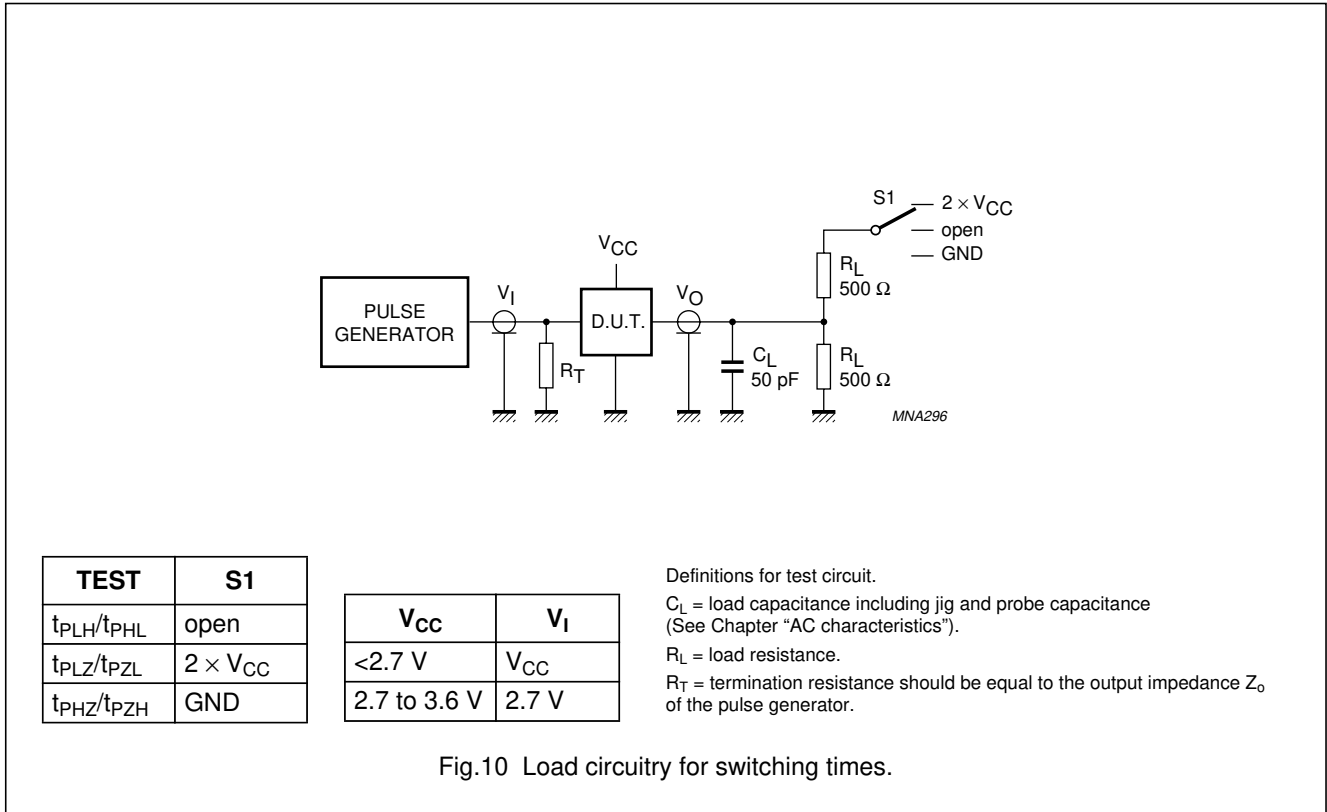 S1
2 × VCC
open
GND
VCC
RL
500 Ω
PULSE
GENERATOR
VI
D.U.T.
VO
RT
CL
50 pF
RL
500 Ω
MNA296
TEST S1
tPLH/tPHL open
tPLZ/tPZL 2 × VCC
tPHZ/tPZH GND
VCC VI
<2.7 V VCC
2.7 to 3.6 V 2.7 V
Definitions for test circuit.
CL = load capacitance including jig and probe capacitance
(See Chapter “AC characteristics”).
RL = load resistance.
RT = termination resistance should be equal to the output impedance Zo
of the pulse generator.
Fig.10 Load circuitry for switching times.